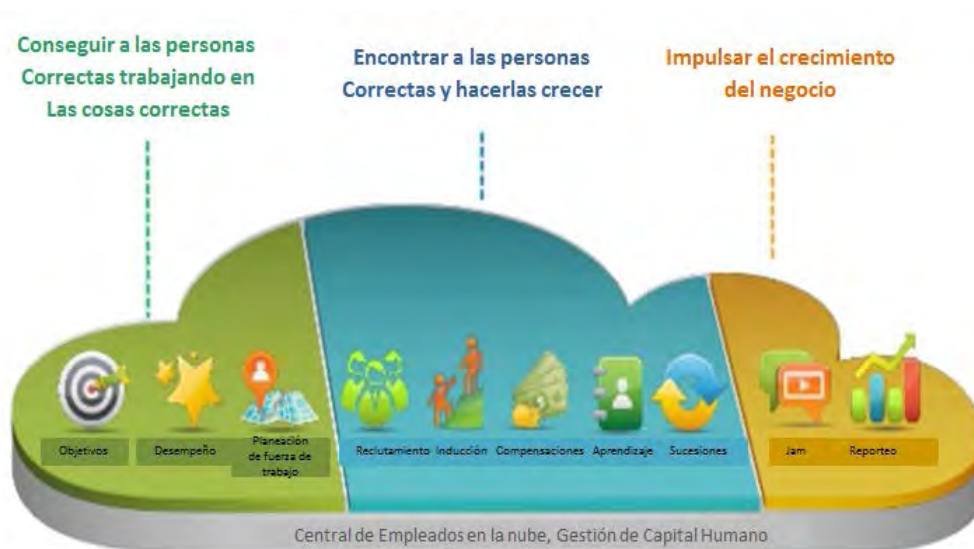 Conseguir a las personas
Correctas trabajando en
Las cosas correctas
Encontrar a las personas
Correctas y hacerlas crecer
Impulsar el crecimiento
del negocio
Objetivos
Desempeño
Planeación
de fuerza de
trabajo
Reclutamiento
Inducción
Compensaciones
Aprendizaje
Sucesiones
Jam
Reporteo
Central de Empleados en la nube, Gestión de Capital Humano